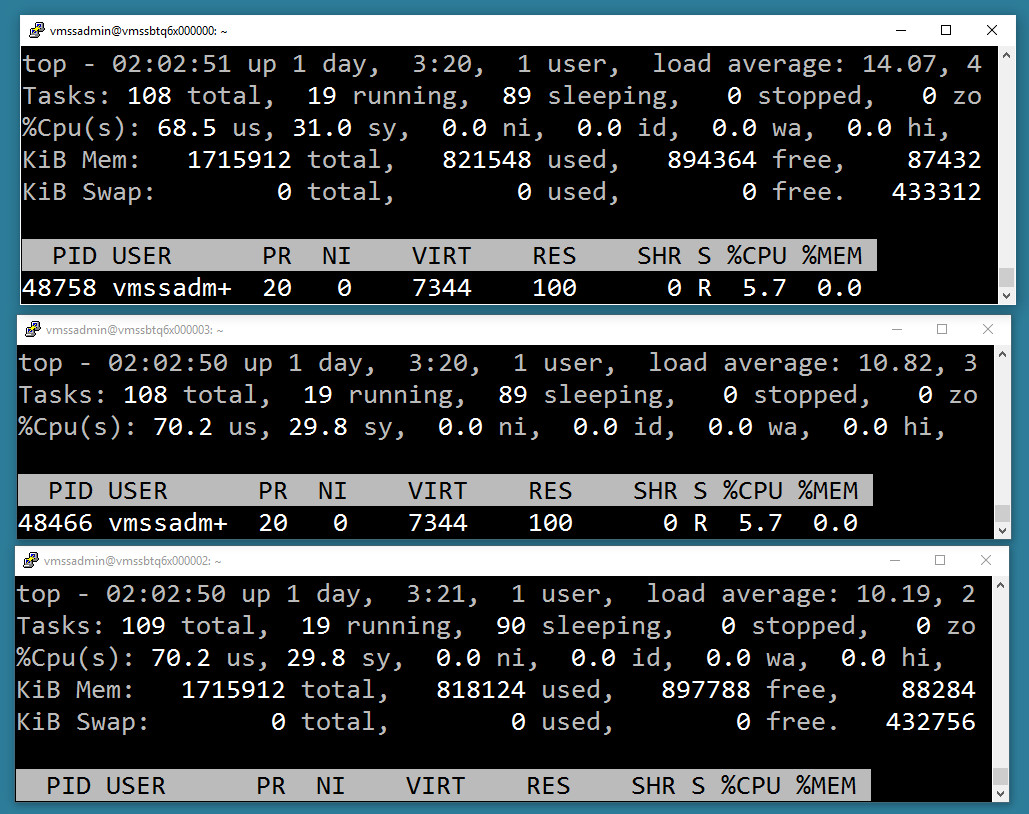 vmssadmin@vmssbtq6x000000: ~
top - 02:02:51 up 1 day,  3:20,  1 user,  load average: 14.07, 4
Tasks: 108 total,  19 running,  89 sleeping,   0 stopped,   0 zo
%Cpu(s): 68.5 us, 31.0 sy,  0.0 ni,  0.0 id,  0.0 wa,  0.0 hi,
KiB Mem:   1715912 total,   821548 used,   894364 free,    87432
KiB Swap:        0 total,        0 used,        0 free.   433312
PID USER      PR  NI    VIRT    RES    SHR S %CPU %MEM
48758 vmssadm+  20   0    7344    100      0 R  5.7  0.0
vmssadmin@vmssbtq6x000003: ~
top - 02:02:50 up 1 day,  3:20,  1 user,  load average: 10.82, 3
Tasks: 108 total,  19 running,  89 sleeping,   0 stopped,   0 zo
%Cpu(s): 70.2 us, 29.8 sy,  0.0 ni,  0.0 id,  0.0 wa,  0.0 hi,
PID USER      PR  NI    VIRT    RES    SHR S %CPU %MEM
48466 vmssadm+  20   0    7344    100      0 R  5.7  0.0
vmssadmin@vmssbtq6x000002: ~
top - 02:02:50 up 1 day,  3:21,  1 user,  load average: 10.19, 2
Tasks: 109 total,  19 running,  90 sleeping,   0 stopped,   0 zo
%Cpu(s): 70.2 us, 29.8 sy,  0.0 ni,  0.0 id,  0.0 wa,  0.0 hi,
KiB Mem:   1715912 total,   818124 used,   897788 free,    88284
KiB Swap:        0 total,        0 used,        0 free.   432756
PID USER      PR  NI    VIRT    RES    SHR S %CPU %MEM